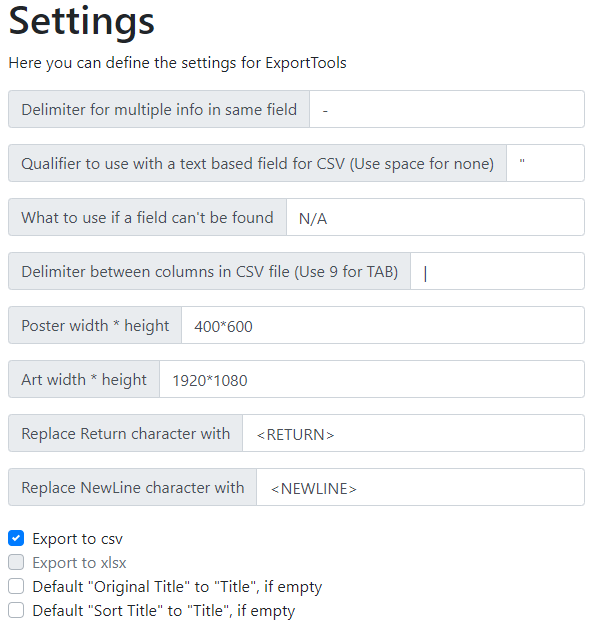 Settings
Here you can define the settings for ExportTools
Delimiter for multiple info in same field -
Qualifier to use with a text based field for CSV (Use space for none) "
What to use if a field can't be found N/A
Delimiter between columns in CSV file (Use 9 for TAB) |
Poster width * height 400*600
Art width * height 1920*1080
Replace Return character with <RETURN>
Replace NewLine character with <NEWLINE>
Export to csv
Export to xlsx
Default "Original Title" to "Title", if empty
Default "Sort Title" to "Title", if empty